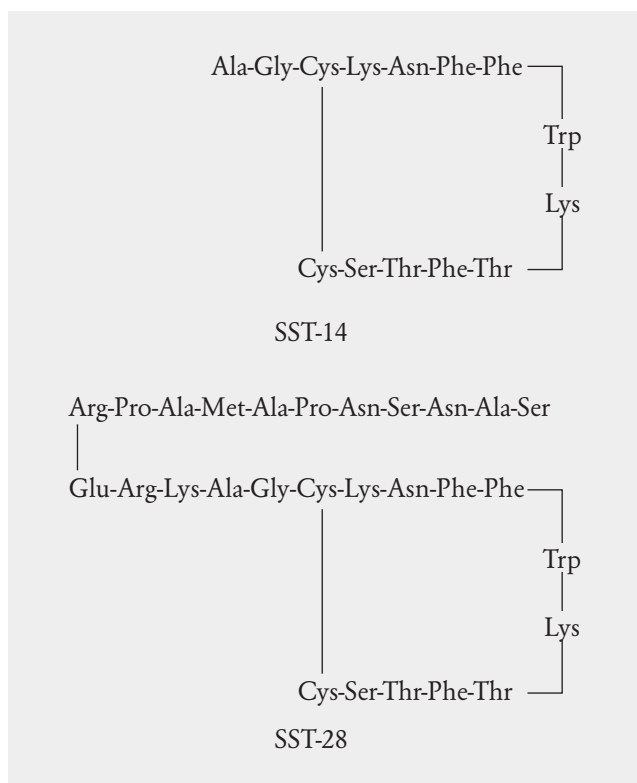 Ala-Gly-Cys-Lys-Asn-Phe-Phe
Trp
Lys
Cys-Ser-Thr-Phe-Thr
SST-14
Arg-Pro-Ala-Met-Ala-Pro-Asn-Ser-Asn-Ala-Ser
Glu-Arg-Lys-Ala-Gly-Cys-Lys-Asn-Phe-Phe
Trp
Lys
Cys-Ser-Thr-Phe-Thr
SST-28